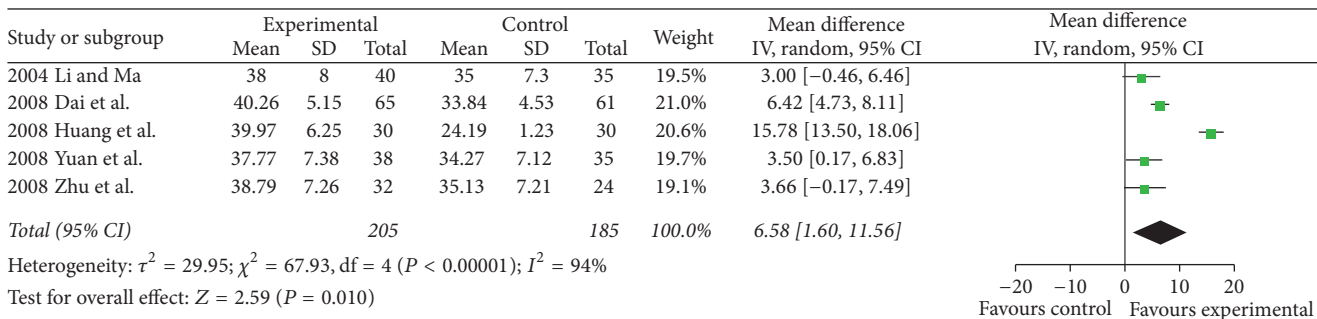 Study or subgroup Experimental Control Weight Mean difference Mean difference
Mean SD Total Mean SD Total IV, random, 95% CI IV, random, 95% CI
2004 Li and Ma 38 8 40 35 7.3 35 19.5% 3.00 [−0.46, 6.46]
2008 Dai et al. 40.26 5.15 65 33.84 4.53 61 21.0% 6.42 [4.73, 8.11]
2008 Huang et al. 39.97 6.25 30 24.19 1.23 30 20.6% 15.78 [13.50, 18.06]
2008 Yuan et al. 37.77 7.38 38 34.27 7.12 35 19.7% 3.50 [0.17, 6.83]
2008 Zhu et al. 38.79 7.26 32 35.13 7.21 24 19.1% 3.66 [−0.17, 7.49]
Total (95% CI) 205 185 100.0% 6.58 [1.60, 11.56]
Heterogeneity: τ² = 29.95; χ² = 67.93, df = 4 (P < 0.00001); I² = 94%
Test for overall effect: Z = 2.59 (P = 0.010)
−20 −10 0 10 20
Favours control Favours experimental